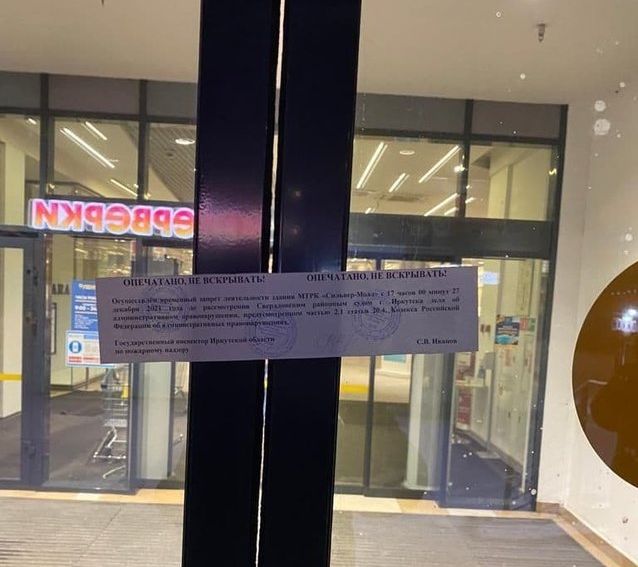 ФЕЙЕРВЕРКИ
ОПЕЧАТАНО, НЕ ВСКРЫВАТЬ! ОПЕЧАТАНО, НЕ ВСКРЫВАТЬ!
Осуществлён временный запрет деятельности здания МТРК «Сильвер-Молл» с 17 часов 00 минут 27
декабря 2021 года до рассмотрения Свердловским районным судом г. Иркутска дела об
административном правонарушении, предусмотренном частью 2.1 статьи 20.4. Кодекса Российской
Федерации об административных правонарушениях.
Государственный инспектор Иркутской области
по пожарному надзору
С.В. Иванов